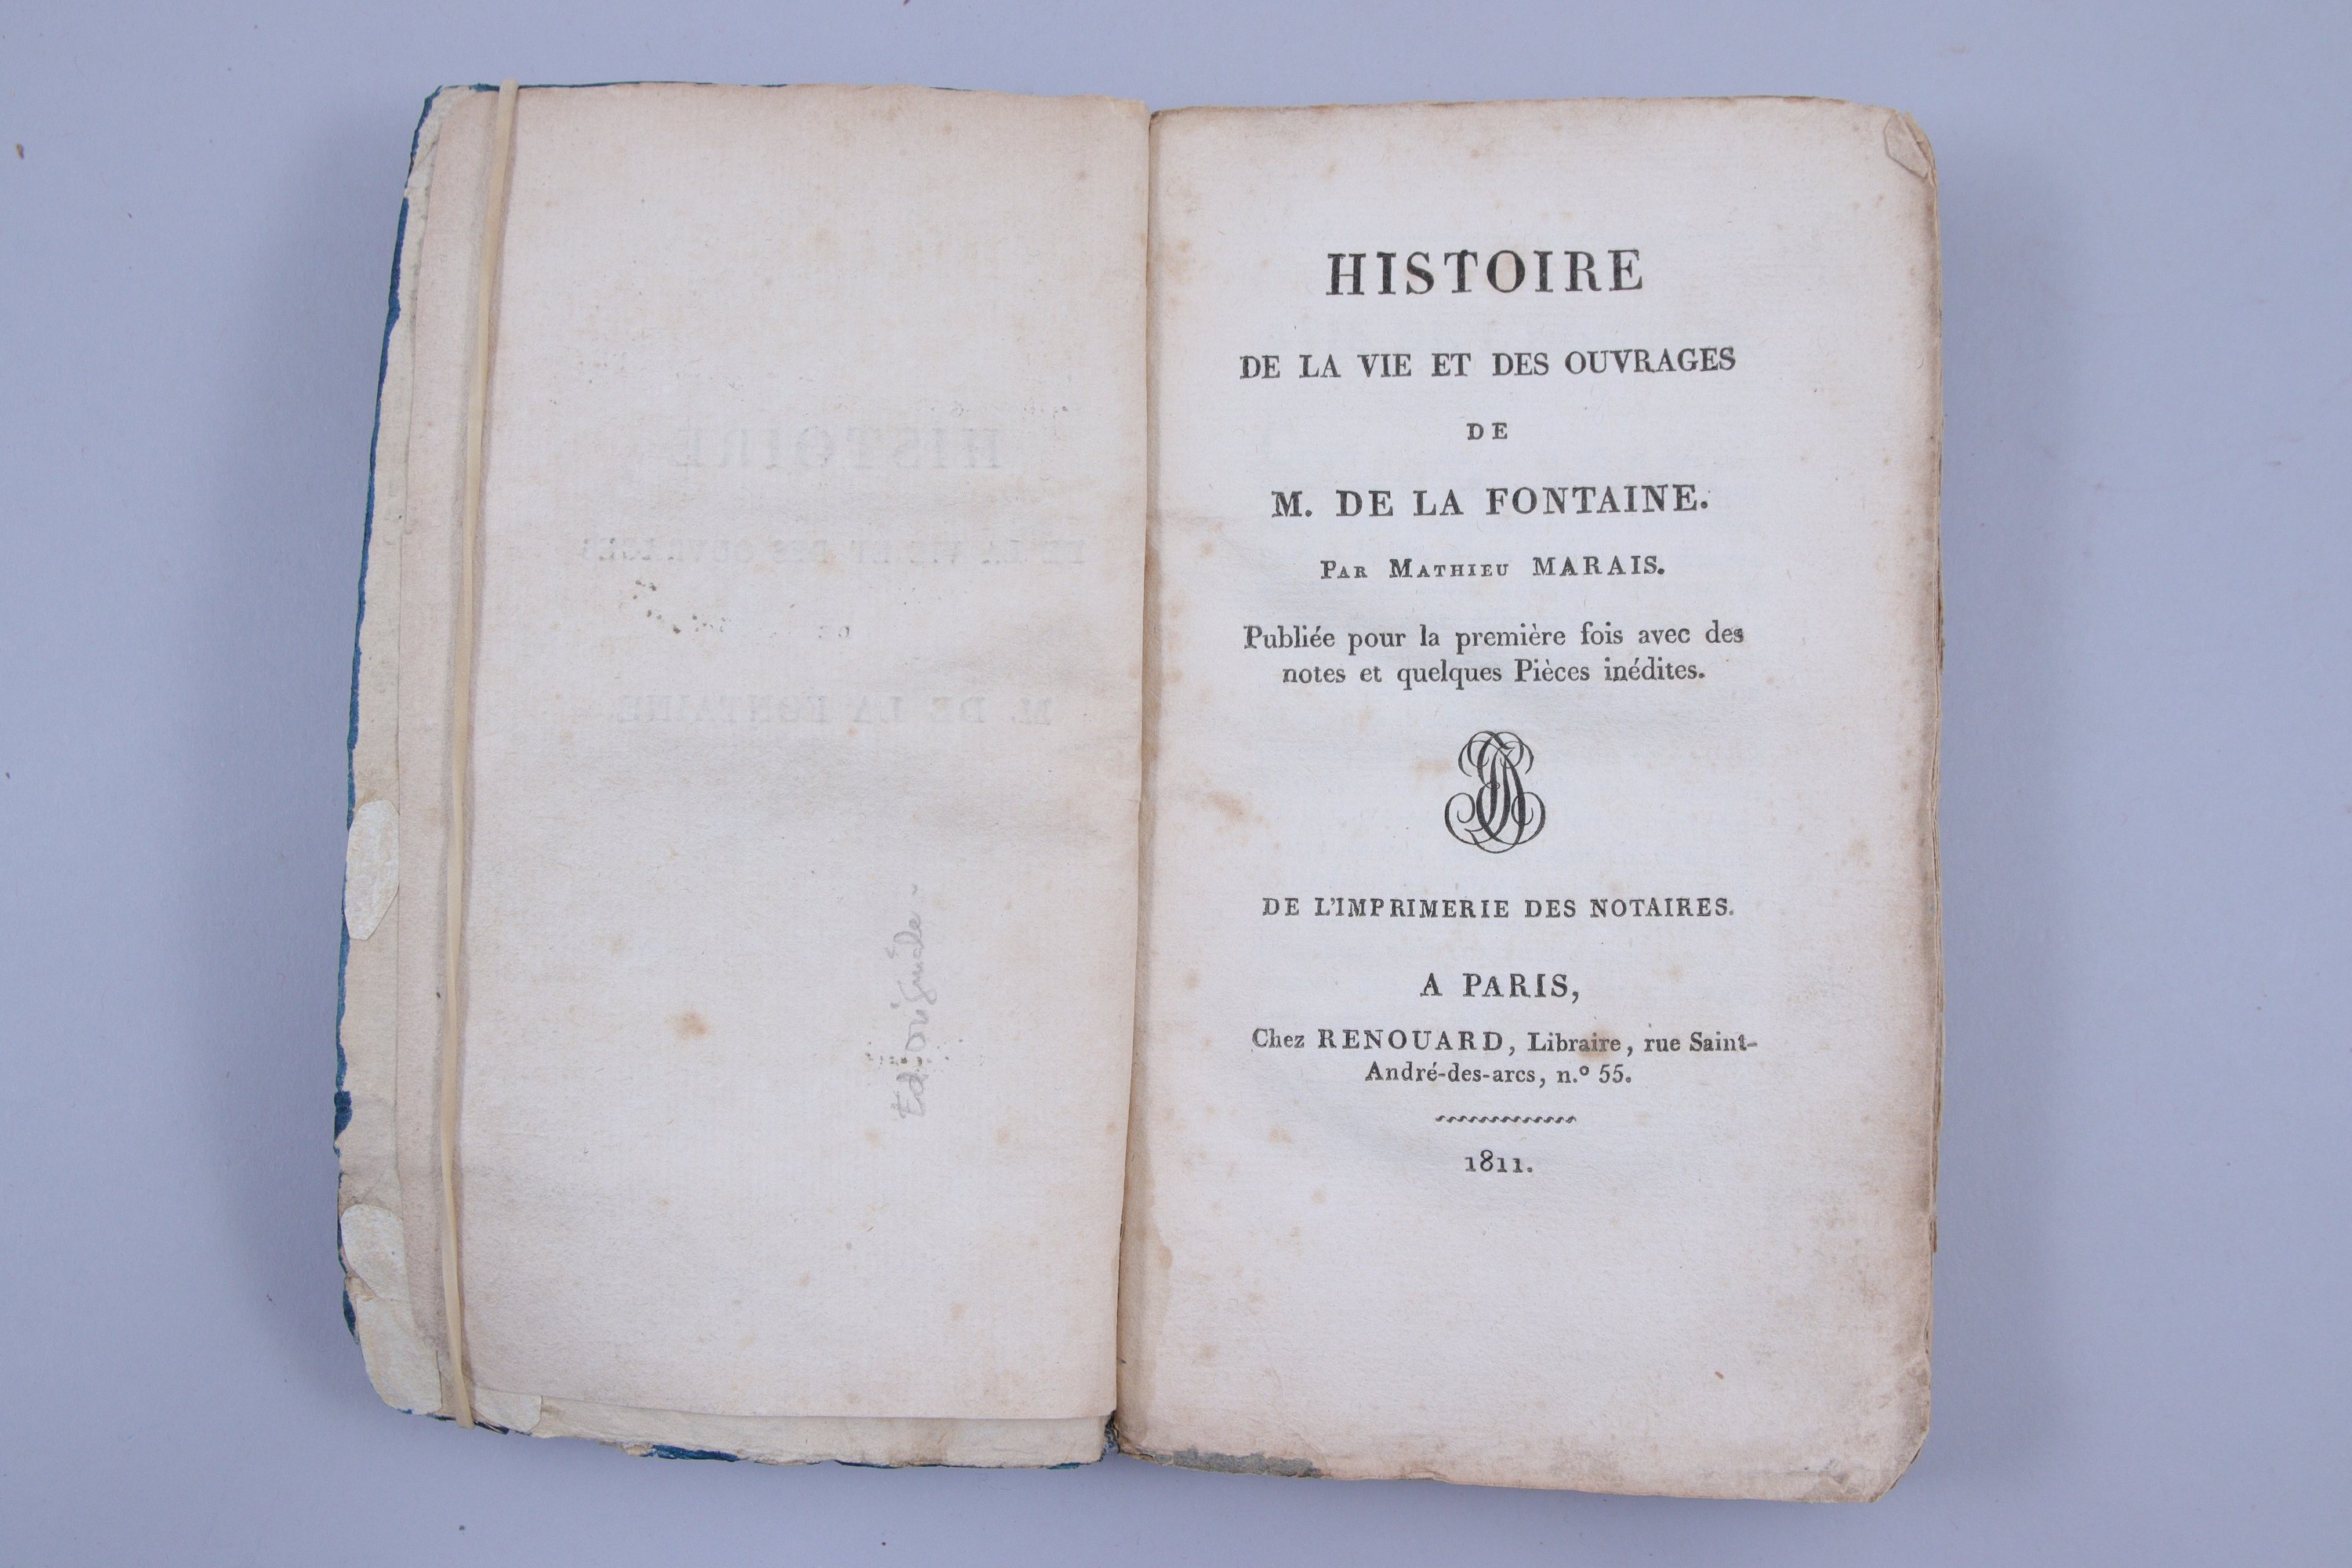 Ed. originale -
HISTOIRE
DE LA VIE ET DES OUVRAGES
DE
M. DE LA FONTAINE.
PAR MATHIEU MARAIS.
Publiée pour la première fois avec des
notes et quelques Pièces inédites.
DE L'IMPRIMERIE DES NOTAIRES.
A PARIS,
Chez RENOUARD, Libraire, rue Saint-
André-des-arcs, n.º 55.
1811.